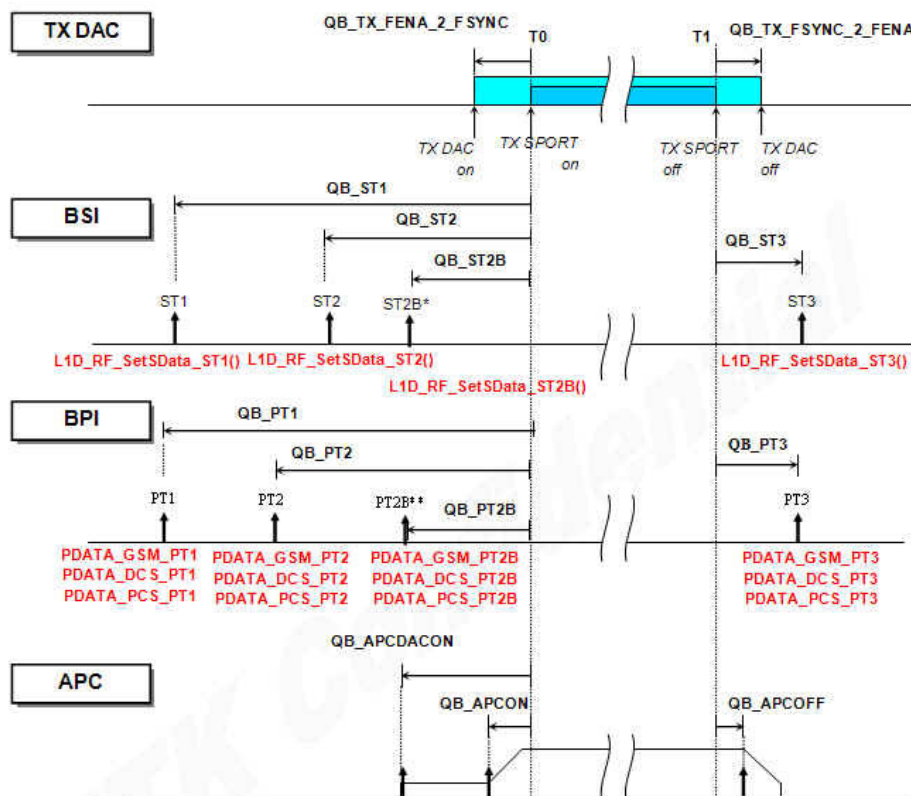 TX DAC
QB_TX_FENA_2_FSYNC
T0
T1
QB_TX_FSYNC_2_FENA
TX DAC on
TX SPORT on
TX SPORT off
TX DAC off
BSI
QB_ST1
QB_ST2
QB_ST2B
QB_ST3
ST1
ST2
ST2B*
ST3
L1D_RF_SetSData_ST1()
L1D_RF_SetSData_ST2()
L1D_RF_SetSData_ST2B()
L1D_RF_SetSData_ST3()
BPI
QB_PT1
QB_PT2
QB_PT2B
QB_PT3
PT1
PT2
PT2B**
PT3
PDATA_GSM_PT1
PDATA_DCS_PT1
PDATA_PCS_PT1
PDATA_GSM_PT2
PDATA_DCS_PT2
PDATA_PCS_PT2
PDATA_GSM_PT2B
PDATA_DCS_PT2B
PDATA_PCS_PT2B
PDATA_GSM_PT3
PDATA_DCS_PT3
PDATA_PCS_PT3
APC
QB_APCDACON
QB_APCON
QB_APCOFF
Confidential